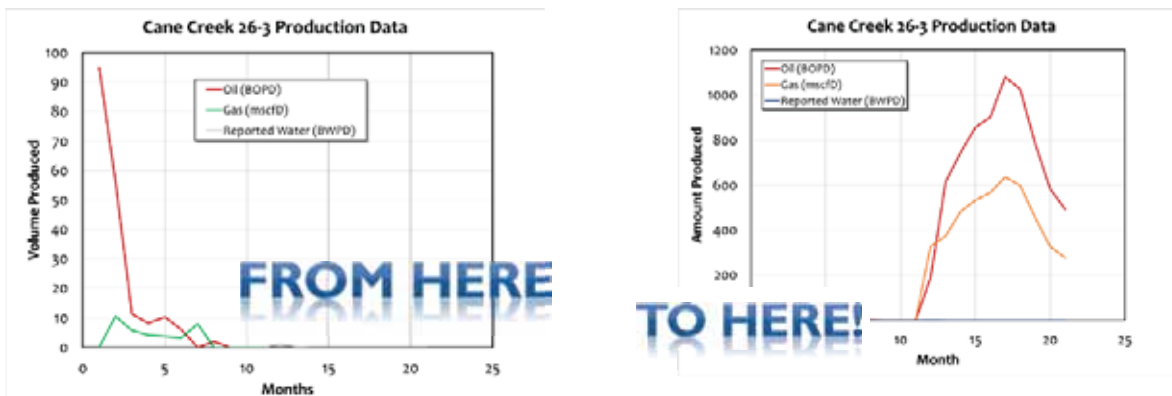 Cane Creek 26-3 Production Data
100
90
80
70
60
50
40
30
20
10
0
Volume Produced
Oil (BOPD)
Gas (mscfD)
Reported Water (BWPD)
0 5 10 15 20 25
Months
FROM HERE
Cane Creek 26-3 Production Data
1200
1000
800
600
400
200
Amount Produced
Oil (BOPD)
Gas (mscfD)
Reported Water (BWPD)
TO HERE!
10 15 20 25
Month